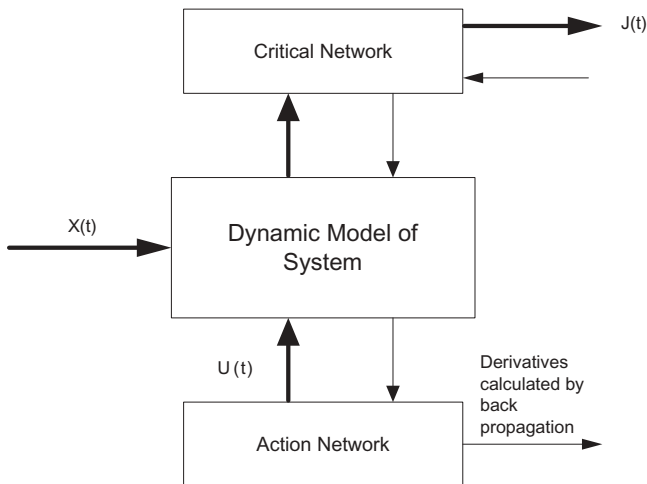 J(t)
Critical Network
X(t)
Dynamic Model of
System
U (t)
Derivatives
calculated by
back
propagation
Action Network